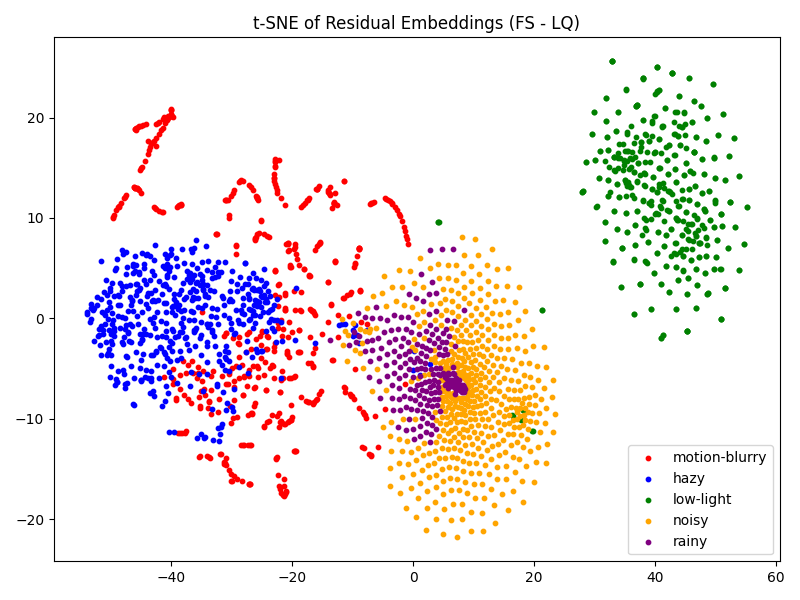 t-SNE of Residual Embeddings (FS - LQ)
20
10
0
−10
−20
motion-blurry
hazy
low-light
noisy
rainy
−40 −20 0 20 40 60